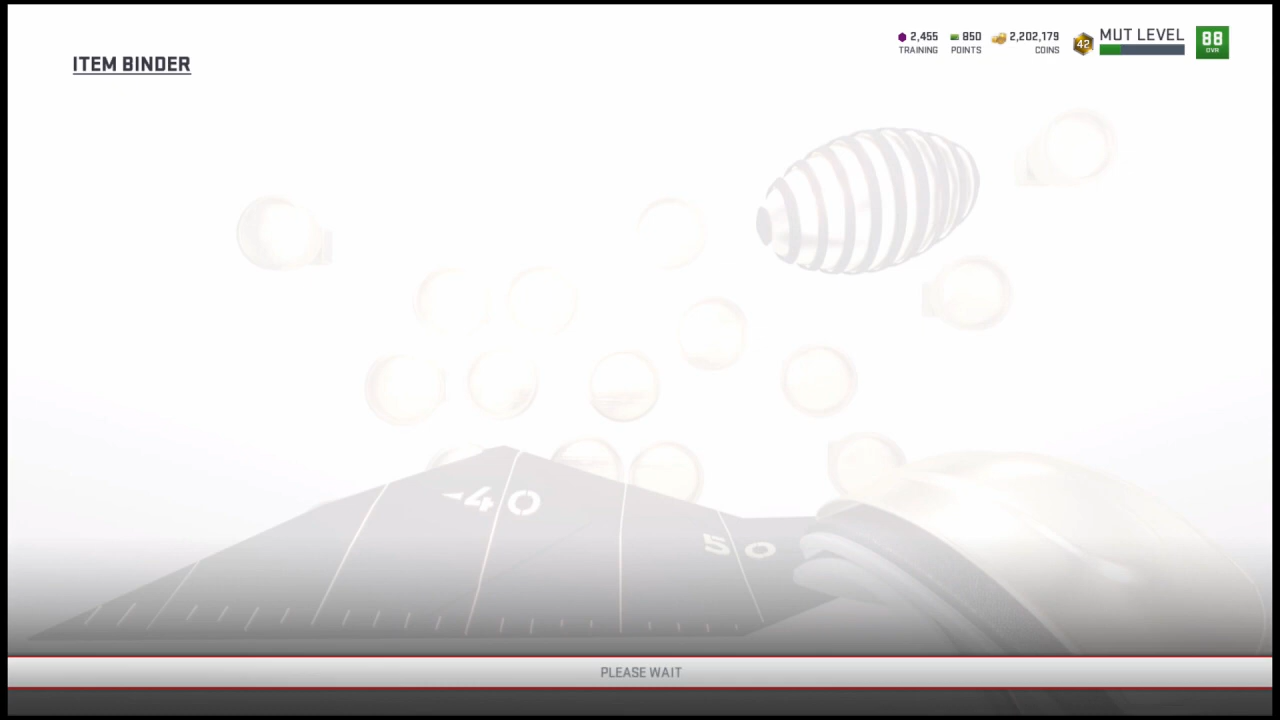 2,455 850 2,202,179 42 MUT LEVEL 88
ITEM BINDER TRAINING POINTS COINS OVR
40
50
PLEASE WAIT